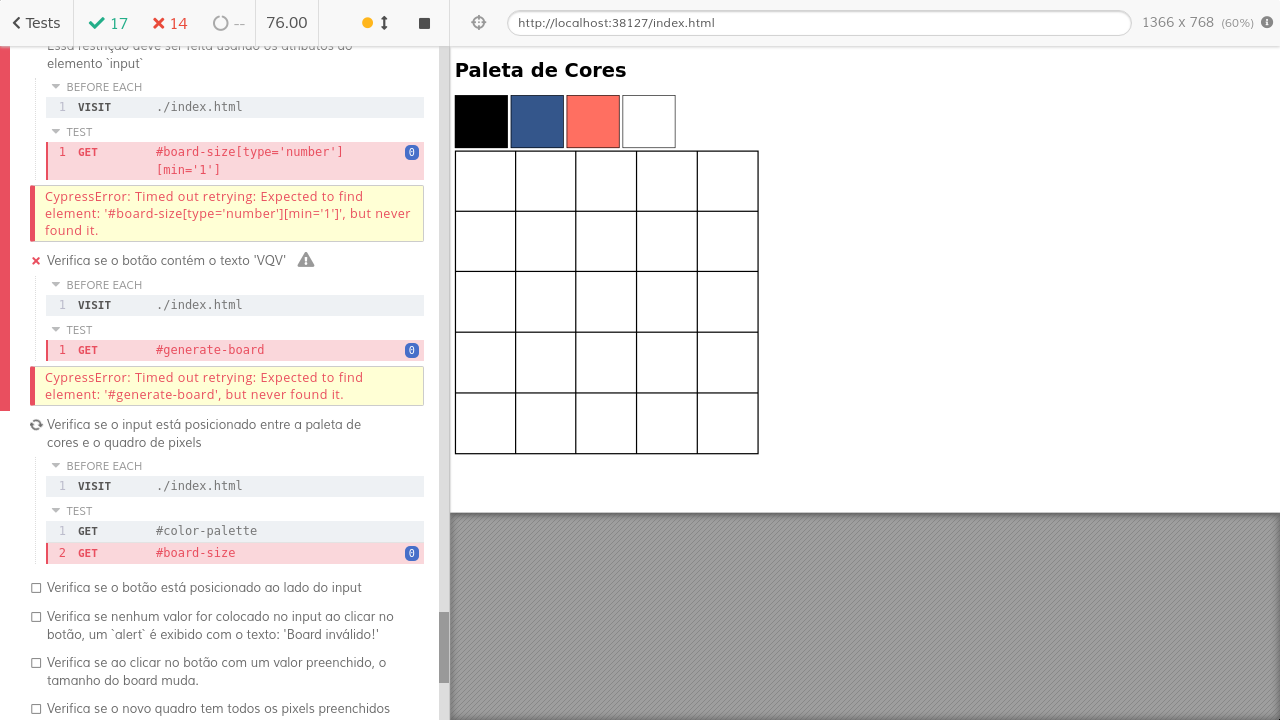 Tests
17
14
--
76.00
http://localhost:38127/index.html
1366 x 768 (60%)
Essa restrição deve ser feita usando os atributos do
elemento `input`
BEFORE EACH
1 VISIT ./index.html
TEST
1 GET #board-size[type='number']
[min='1']
0
CypressError: Timed out retrying: Expected to find
element: '#board-size[type='number'][min='1']', but never
found it.
Verifica se o botão contém o texto 'VQV'
BEFORE EACH
1 VISIT ./index.html
TEST
1 GET #generate-board 0
CypressError: Timed out retrying: Expected to find
element: '#generate-board', but never found it.
Verifica se o input está posicionado entre a paleta de
cores e o quadro de pixels
BEFORE EACH
1 VISIT ./index.html
TEST
1 GET #color-palette
2 GET #board-size 0
Verifica se o botão está posicionado ao lado do input
Verifica se nenhum valor for colocado no input ao clicar no
botão, um `alert` é exibido com o texto: 'Board inválido!'
Verifica se ao clicar no botão com um valor preenchido, o
tamanho do board muda.
Verifica se o novo quadro tem todos os pixels preenchidos
Paleta de Cores